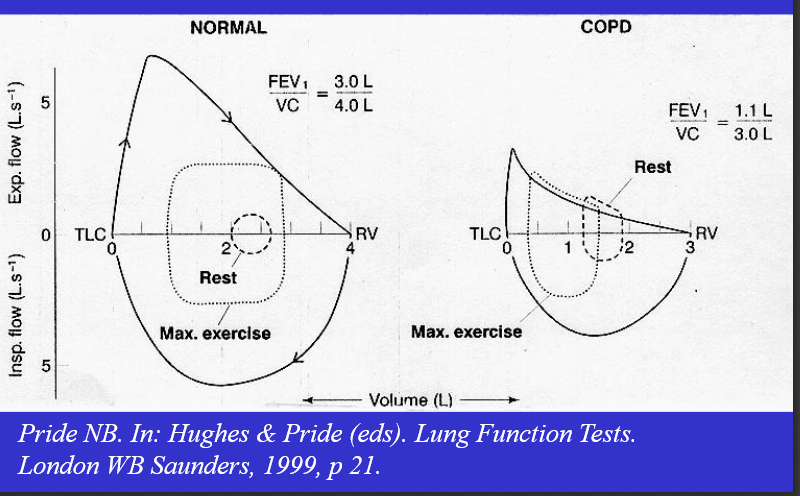 NORMAL
COPD
Exp. flow (L.s⁻¹)
Insp. flow (L.s⁻¹)
5
0
5
FEV₁
VC
=
3.0 L
4.0 L
TLC
0
2
4
RV
Rest
Max. exercise
FEV₁
VC
=
1.1 L
3.0 L
Rest
TLC
0
1
2
3
RV
Max. exercise
Volume (L)
Pride NB. In: Hughes & Pride (eds). Lung Function Tests.
London WB Saunders, 1999, p 21.